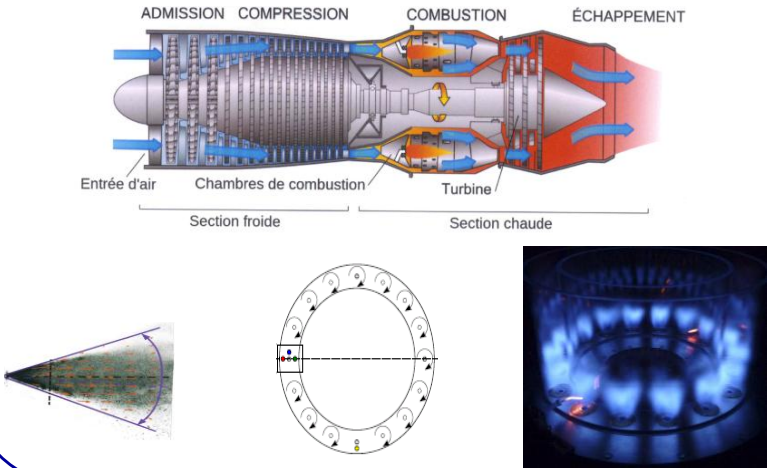 ADMISSION COMPRESSION COMBUSTION ÉCHAPPEMENT
Entrée d'air
Chambres de combustion
Turbine
Section froide
Section chaude